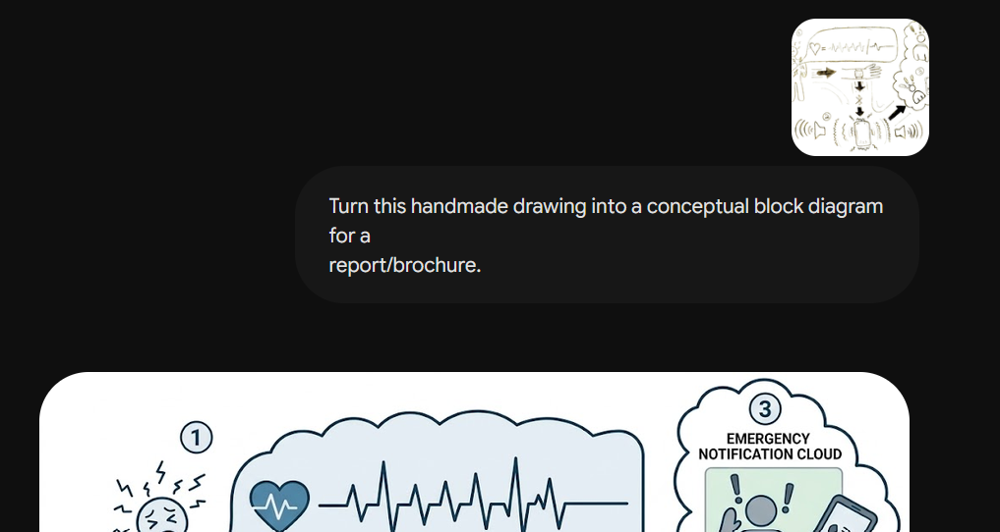 Turn this handmade drawing into a conceptual block diagram
for a
report/brochure.
1
3
EMERGENCY
NOTIFICATION CLOUD